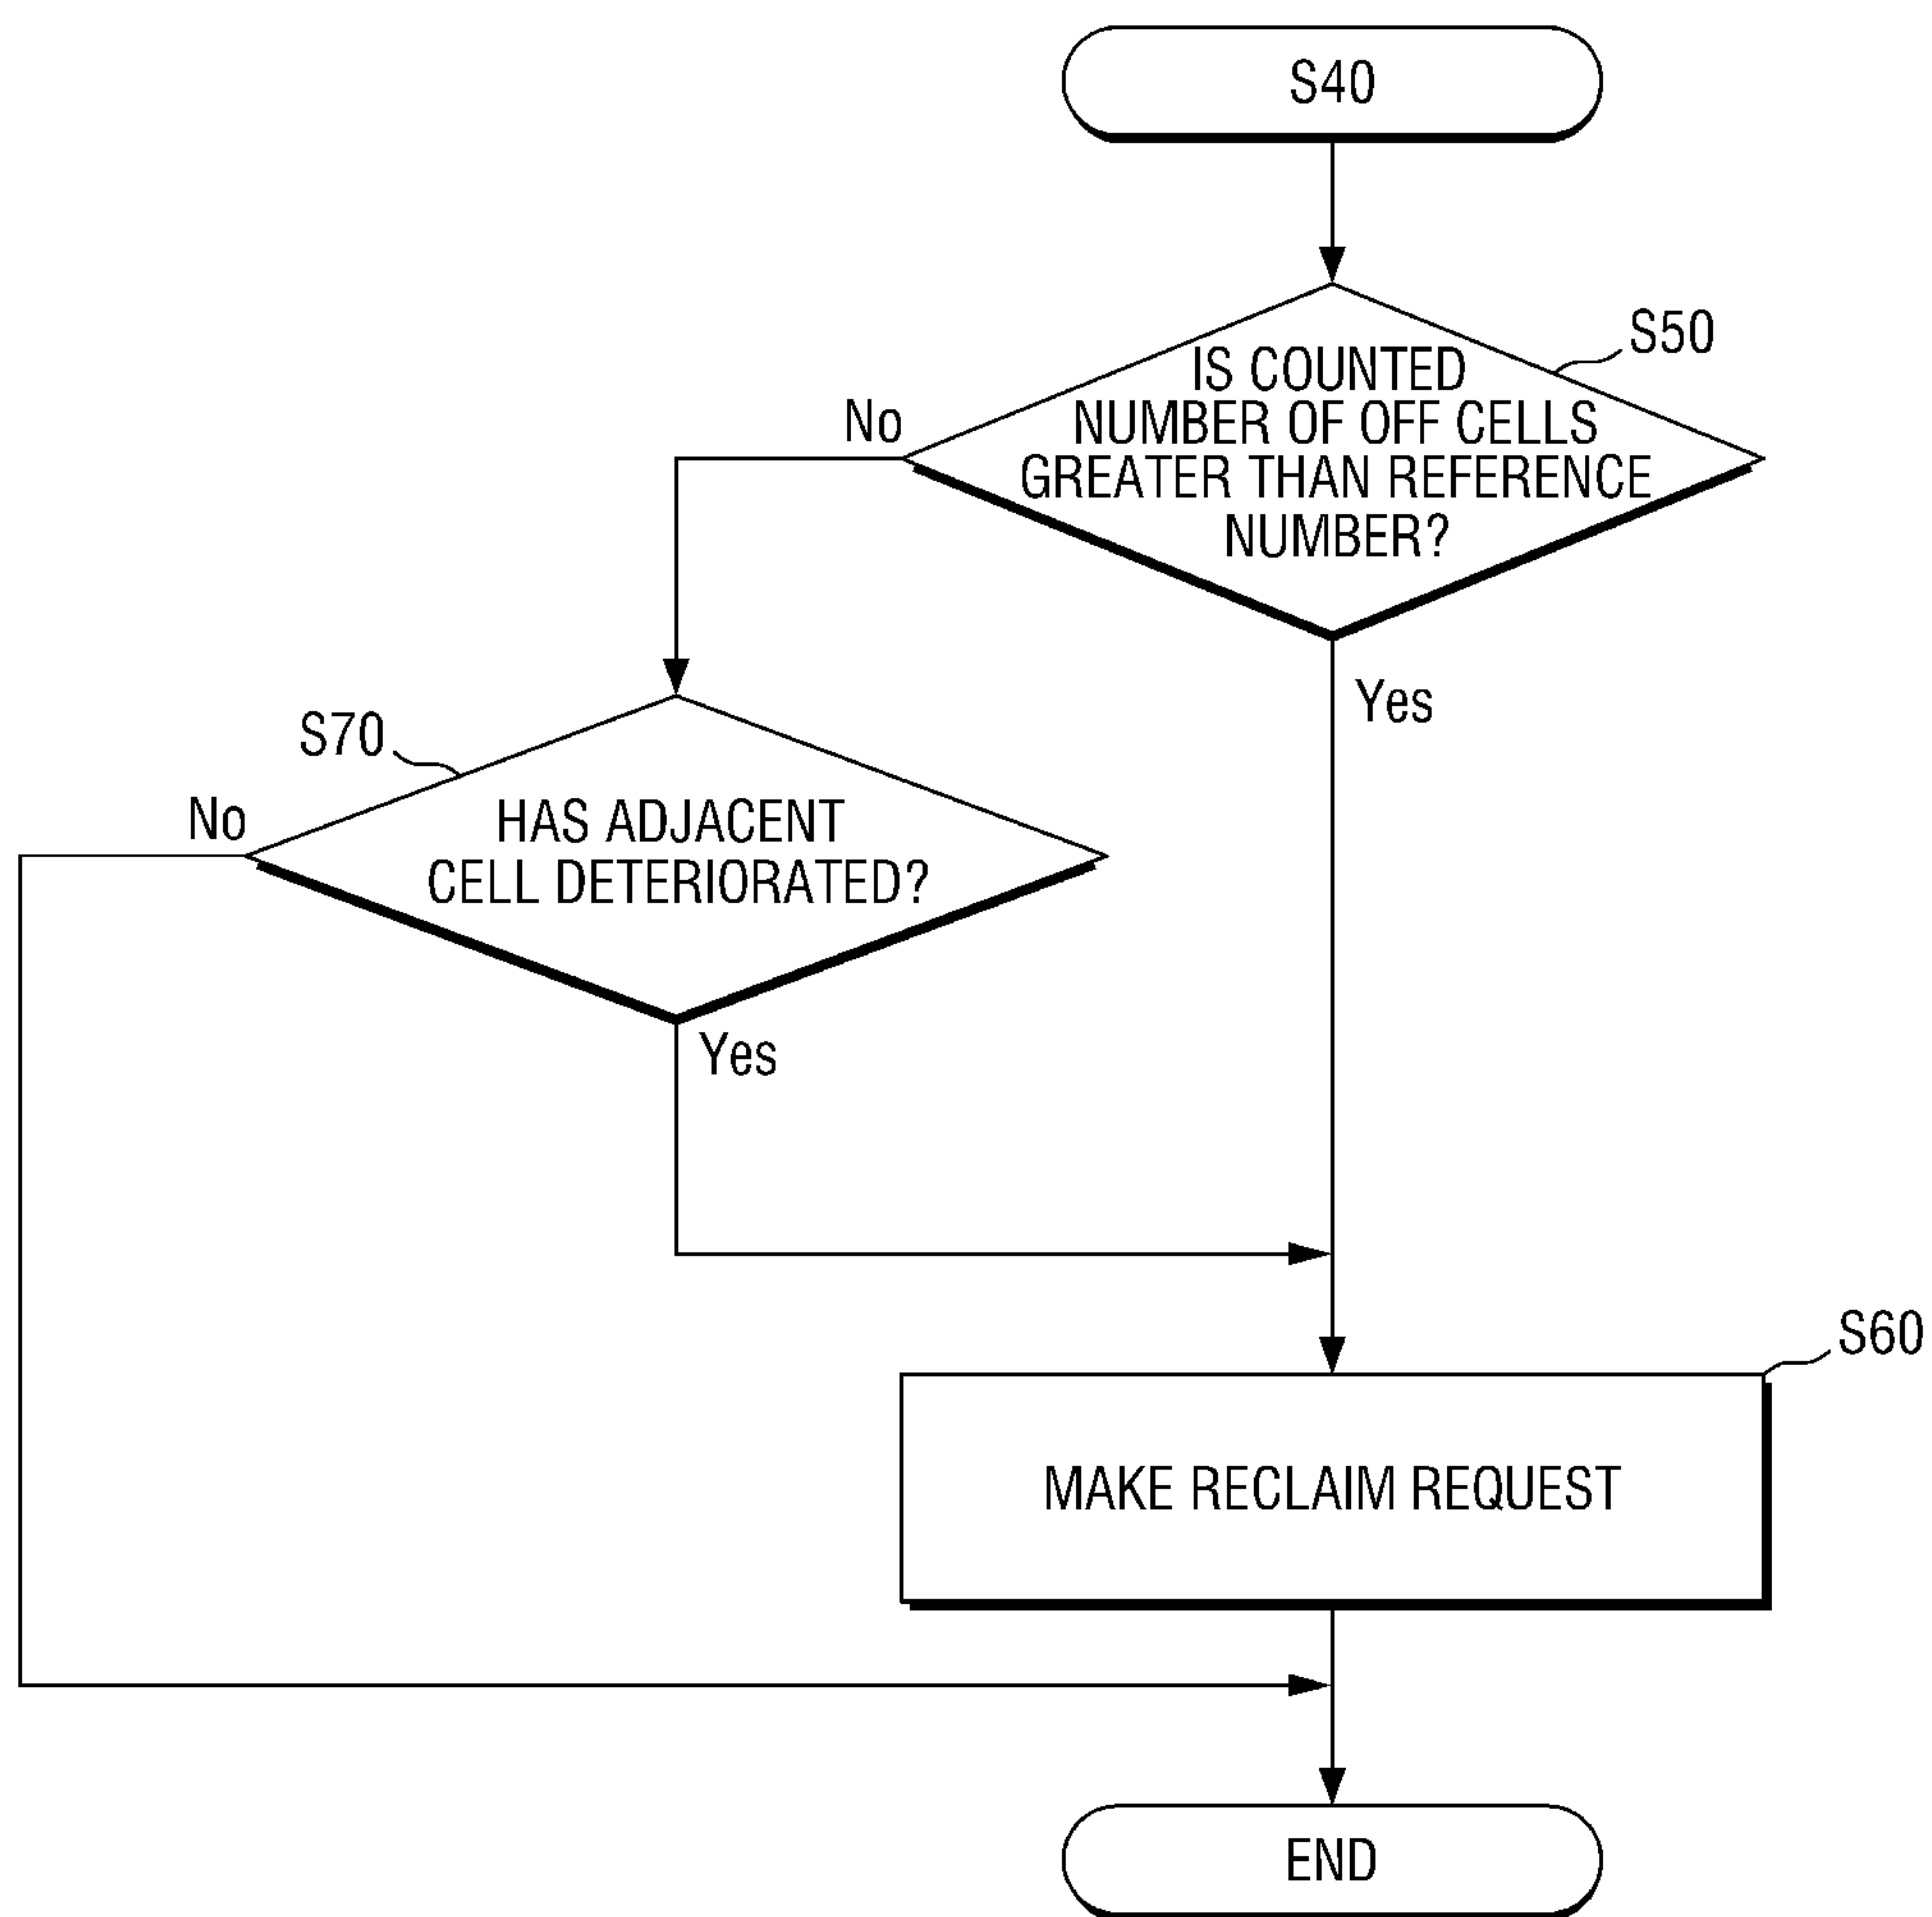 S40
S50
IS COUNTED
NUMBER OF OFF CELLS
GREATER THAN REFERENCE
NUMBER?
No
Yes
S70
No
HAS ADJACENT
CELL DETERIORATED?
Yes
S60
MAKE RECLAIM REQUEST
END